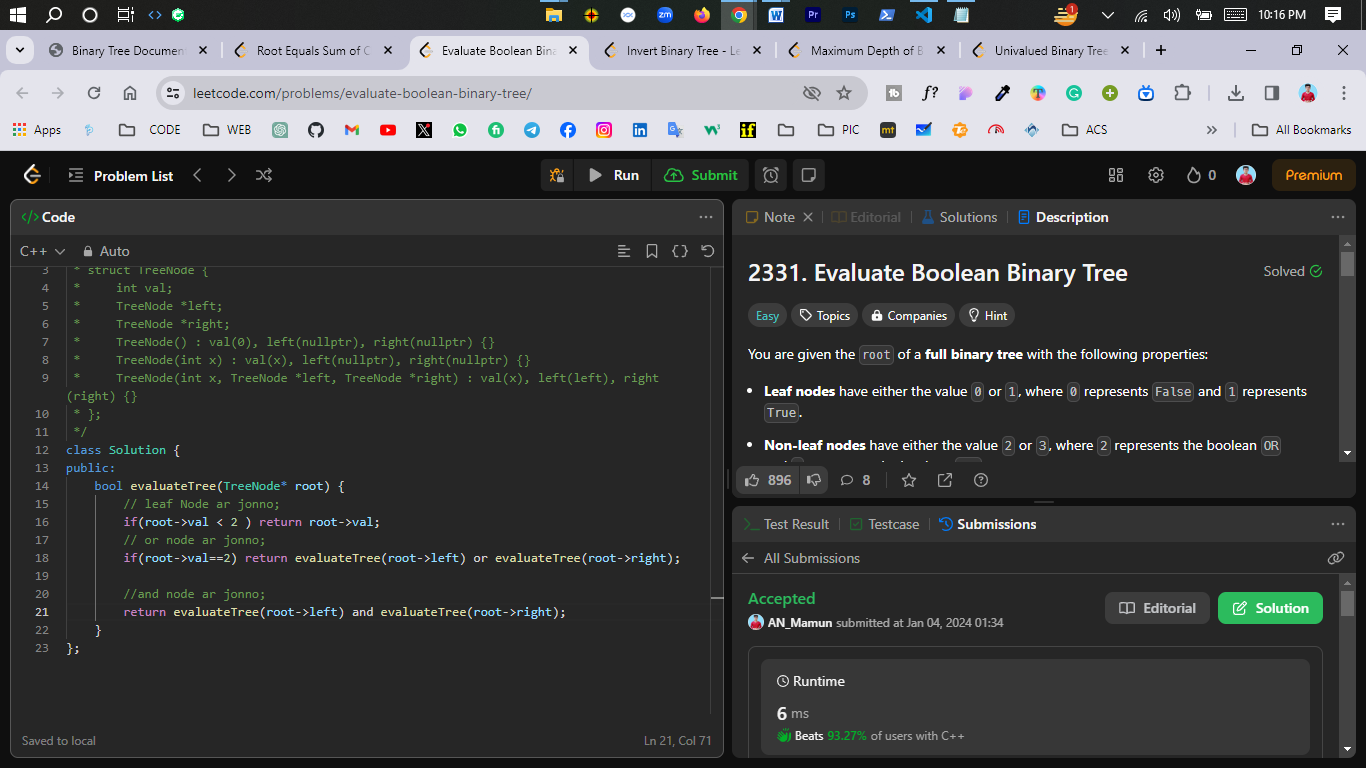 10:16 PM
1
Binary Tree Documen
Root Equals Sum of C
Evaluate Boolean Bina
Invert Binary Tree - Le
Maximum Depth of B
Univalued Binary Tree
leetcode.com/problems/evaluate-boolean-binary-tree/
Apps
CODE
WEB
PIC
ACS
All Bookmarks
Problem List
Run
Submit
0
Premium
</> Code
C++
Auto
3 * struct TreeNode {
4 *     int val;
5 *     TreeNode *left;
6 *     TreeNode *right;
7 *     TreeNode() : val(0), left(nullptr), right(nullptr) {}
8 *     TreeNode(int x) : val(x), left(nullptr), right(nullptr) {}
9 *     TreeNode(int x, TreeNode *left, TreeNode *right) : val(x), left(left), right
(right) {}
10 * };
11 */
12 class Solution {
13 public:
14     bool evaluateTree(TreeNode* root) {
15         // leaf Node ar jonno;
16         if(root->val < 2 ) return root->val;
17         // or node ar jonno;
18         if(root->val==2) return evaluateTree(root->left) or evaluateTree(root->right);
19
20         //and node ar jonno;
21         return evaluateTree(root->left) and evaluateTree(root->right);
22     }
23 };
Saved to local
Ln 21, Col 71
Note
Editorial
Solutions
Description
2331. Evaluate Boolean Binary Tree
Solved
Easy
Topics
Companies
Hint
You are given the root of a full binary tree with the following properties:
Leaf nodes have either the value 0 or 1, where 0 represents False and 1 represents
True.
Non-leaf nodes have either the value 2 or 3, where 2 represents the boolean OR
896
8
Test Result
Testcase
Submissions
All Submissions
Accepted
AN_Mamun submitted at Jan 04, 2024 01:34
Editorial
Solution
Runtime
6 ms
Beats 93.27% of users with C++